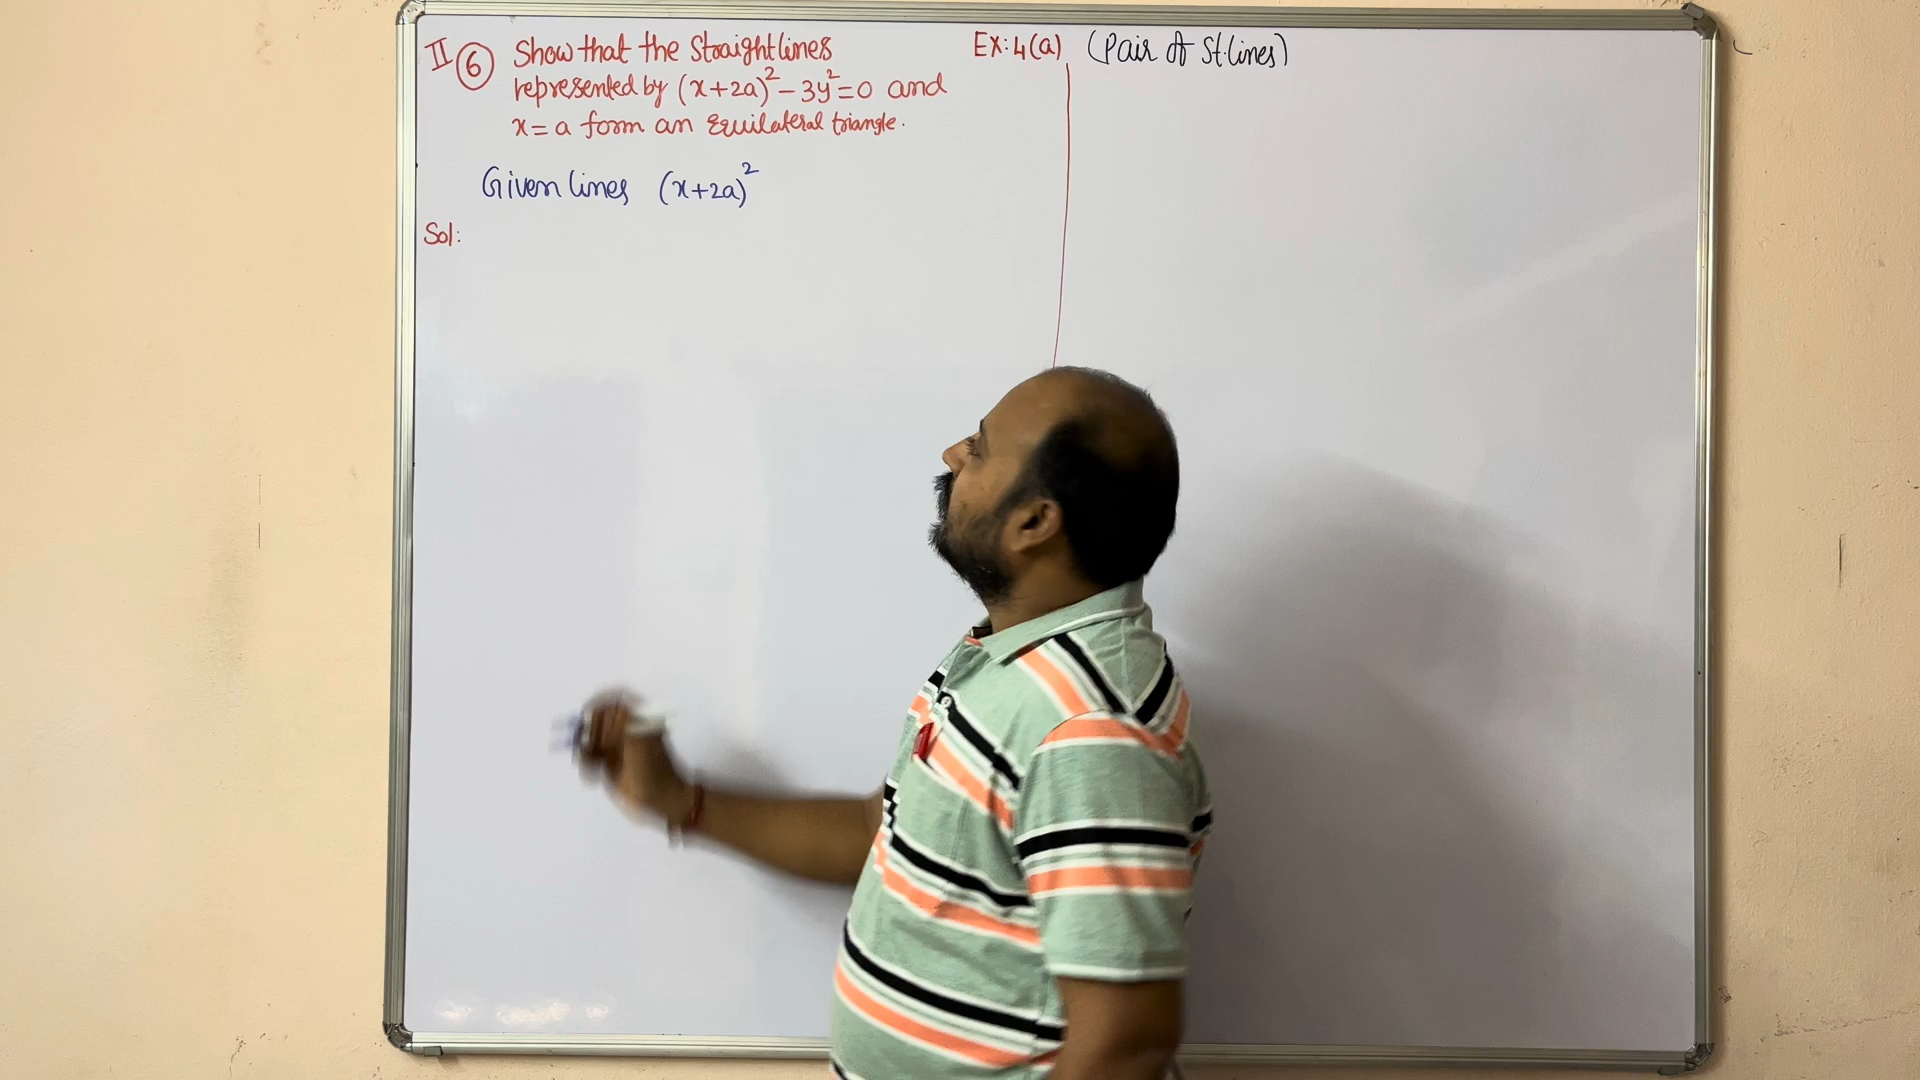 II ⑥ Show that the Straight lines
represented by (x+2a)² - 3y² = 0 and
x = a form an Equilateral triangle.
Ex: 4(a) (Pair of St. lines)
Given lines (x+2a)²
Sol: